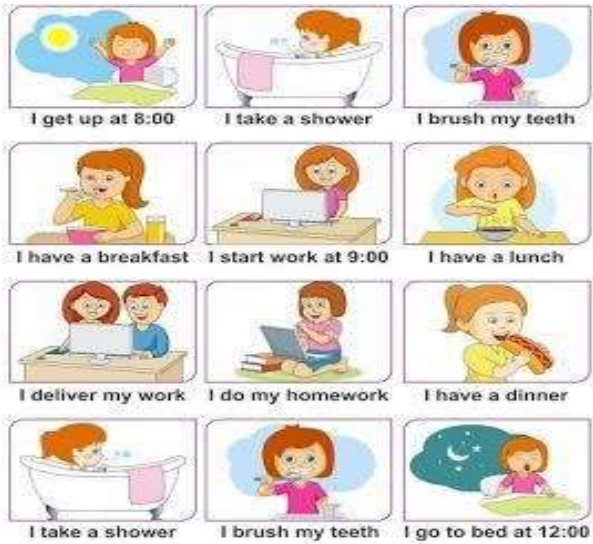 I get up at 8:00
I take a shower
I brush my teeth
I have a breakfast
I start work at 9:00
I have a lunch
I deliver my work
I do my homework
I have a dinner
I take a shower
I brush my teeth
I go to bed at 12:00